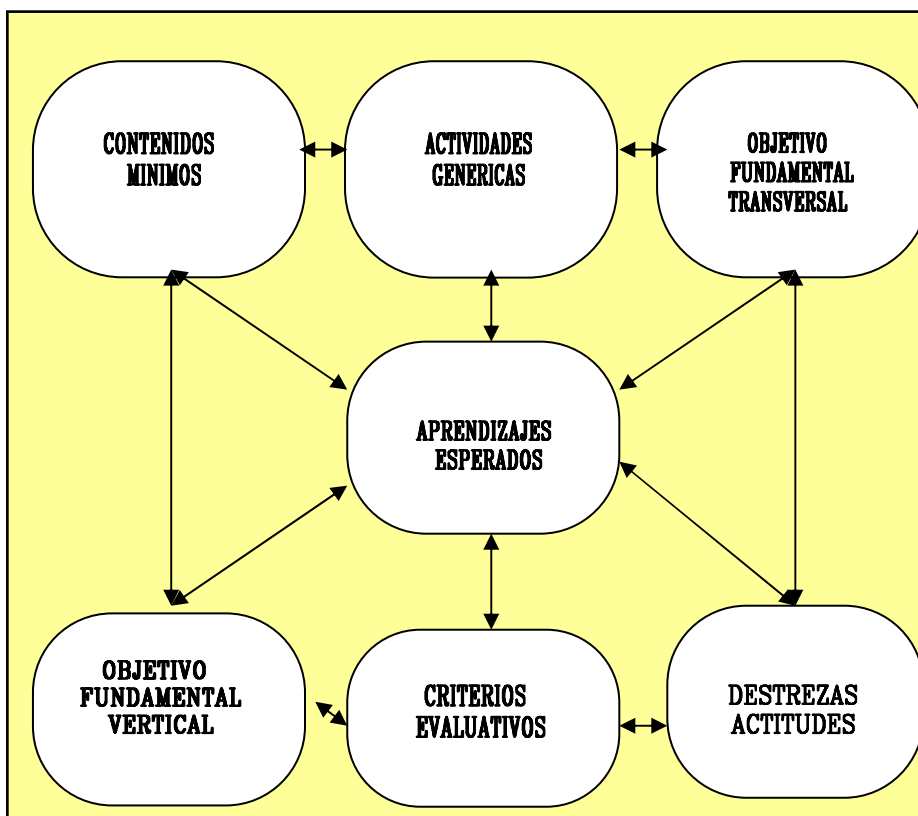 CONTENIDOS
MINIMOS
ACTIVIDADES
GENERICAS
OBJETIVO
FUNDAMENTAL
TRANSVERSAL
APRENDIZAJES
ESPERADOS
OBJETIVO
FUNDAMENTAL
VERTICAL
CRITERIOS
EVALUATIVOS
DESTREZAS
ACTITUDES